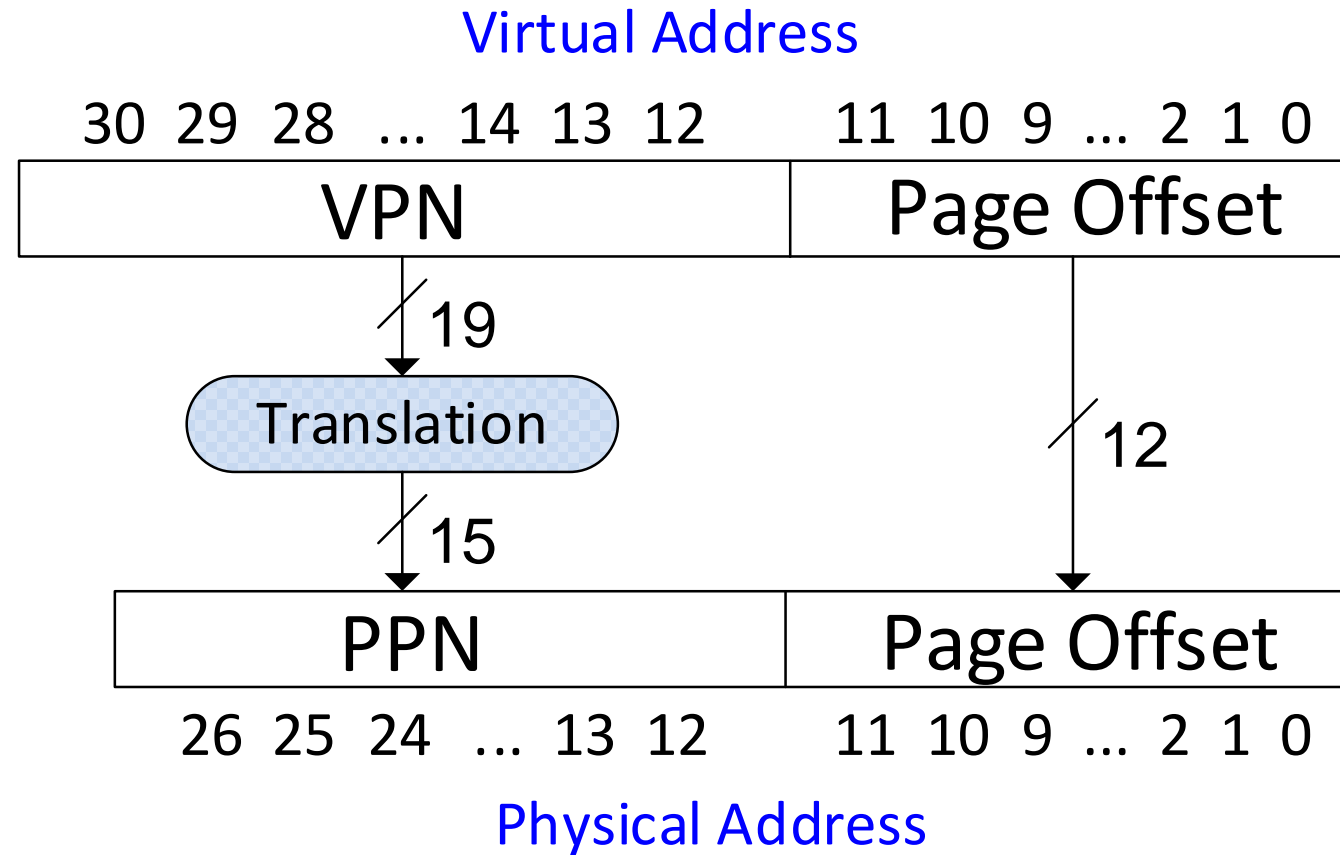 Virtual Address
30 29 28 ... 14 13 12 11 10 9 ... 2 1 0
VPN Page Offset
19
Translation
12
15
PPN Page Offset
26 25 24 ... 13 12 11 10 9 ... 2 1 0
Physical Address